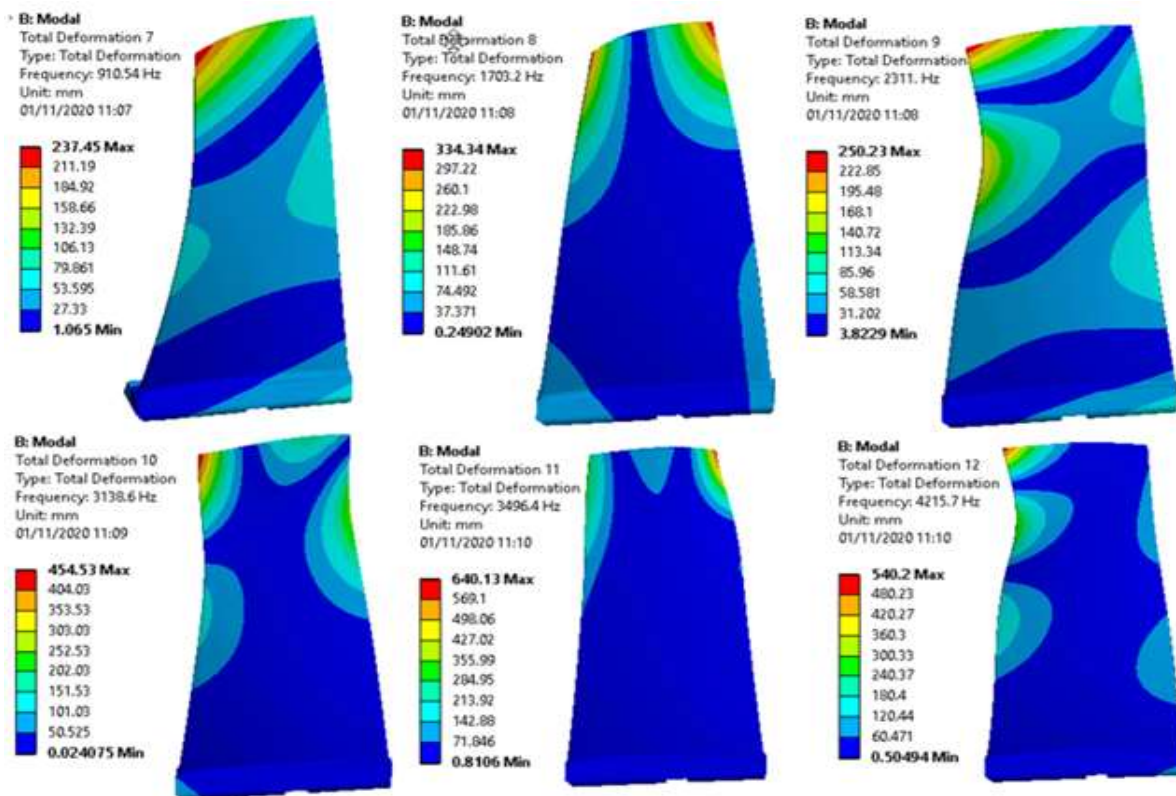 B: Modal
Total Deformation 7
Type: Total Deformation
Frequency: 910.54 Hz
Unit: mm
01/11/2020 11:07
237.45 Max
211.19
184.92
158.66
132.39
106.13
79.861
53.595
27.33
1.065 Min
B: Modal
Total Deformation 8
Type: Total Deformation
Frequency: 1703.2 Hz
Unit: mm
01/11/2020 11:08
334.34 Max
297.22
260.1
222.98
185.86
148.74
111.61
74.492
37.371
0.24902 Min
B: Modal
Total Deformation 9
Type: Total Deformation
Frequency: 2311. Hz
Unit: mm
01/11/2020 11:08
250.23 Max
222.85
195.48
168.1
140.72
113.34
85.96
58.581
31.202
3.8229 Min
B: Modal
Total Deformation 10
Type: Total Deformation
Frequency: 3138.6 Hz
Unit: mm
01/11/2020 11:09
454.53 Max
404.03
353.53
303.03
252.53
202.03
151.53
101.03
50.525
0.024075 Min
B: Modal
Total Deformation 11
Type: Total Deformation
Frequency: 3496.4 Hz
Unit: mm
01/11/2020 11:10
640.13 Max
569.1
498.06
427.02
355.99
284.95
213.92
142.88
71.846
0.8106 Min
B: Modal
Total Deformation 12
Type: Total Deformation
Frequency: 4215.7 Hz
Unit: mm
01/11/2020 11:10
540.2 Max
480.23
420.27
360.3
300.33
240.37
180.4
120.44
60.471
0.50494 Min